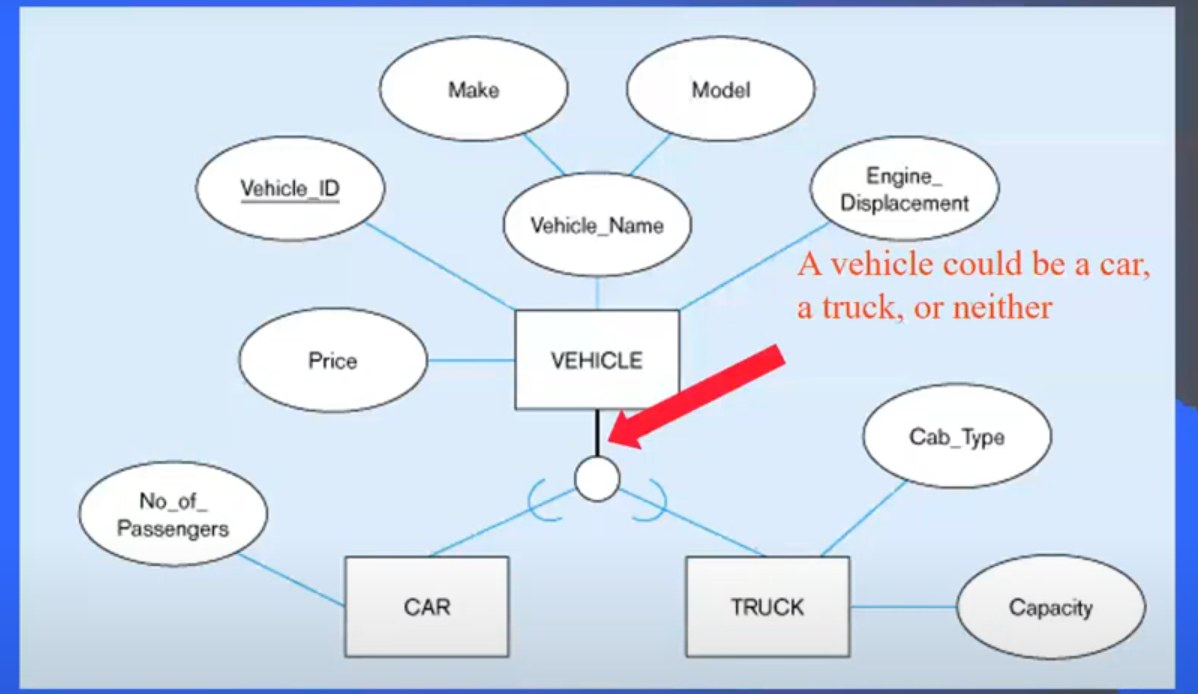 Make
Model
Vehicle_ID
Engine_
Displacement
Vehicle_Name
A vehicle could be a car,
a truck, or neither
Price
VEHICLE
Cab_Type
No_of_
Passengers
CAR
TRUCK
Capacity